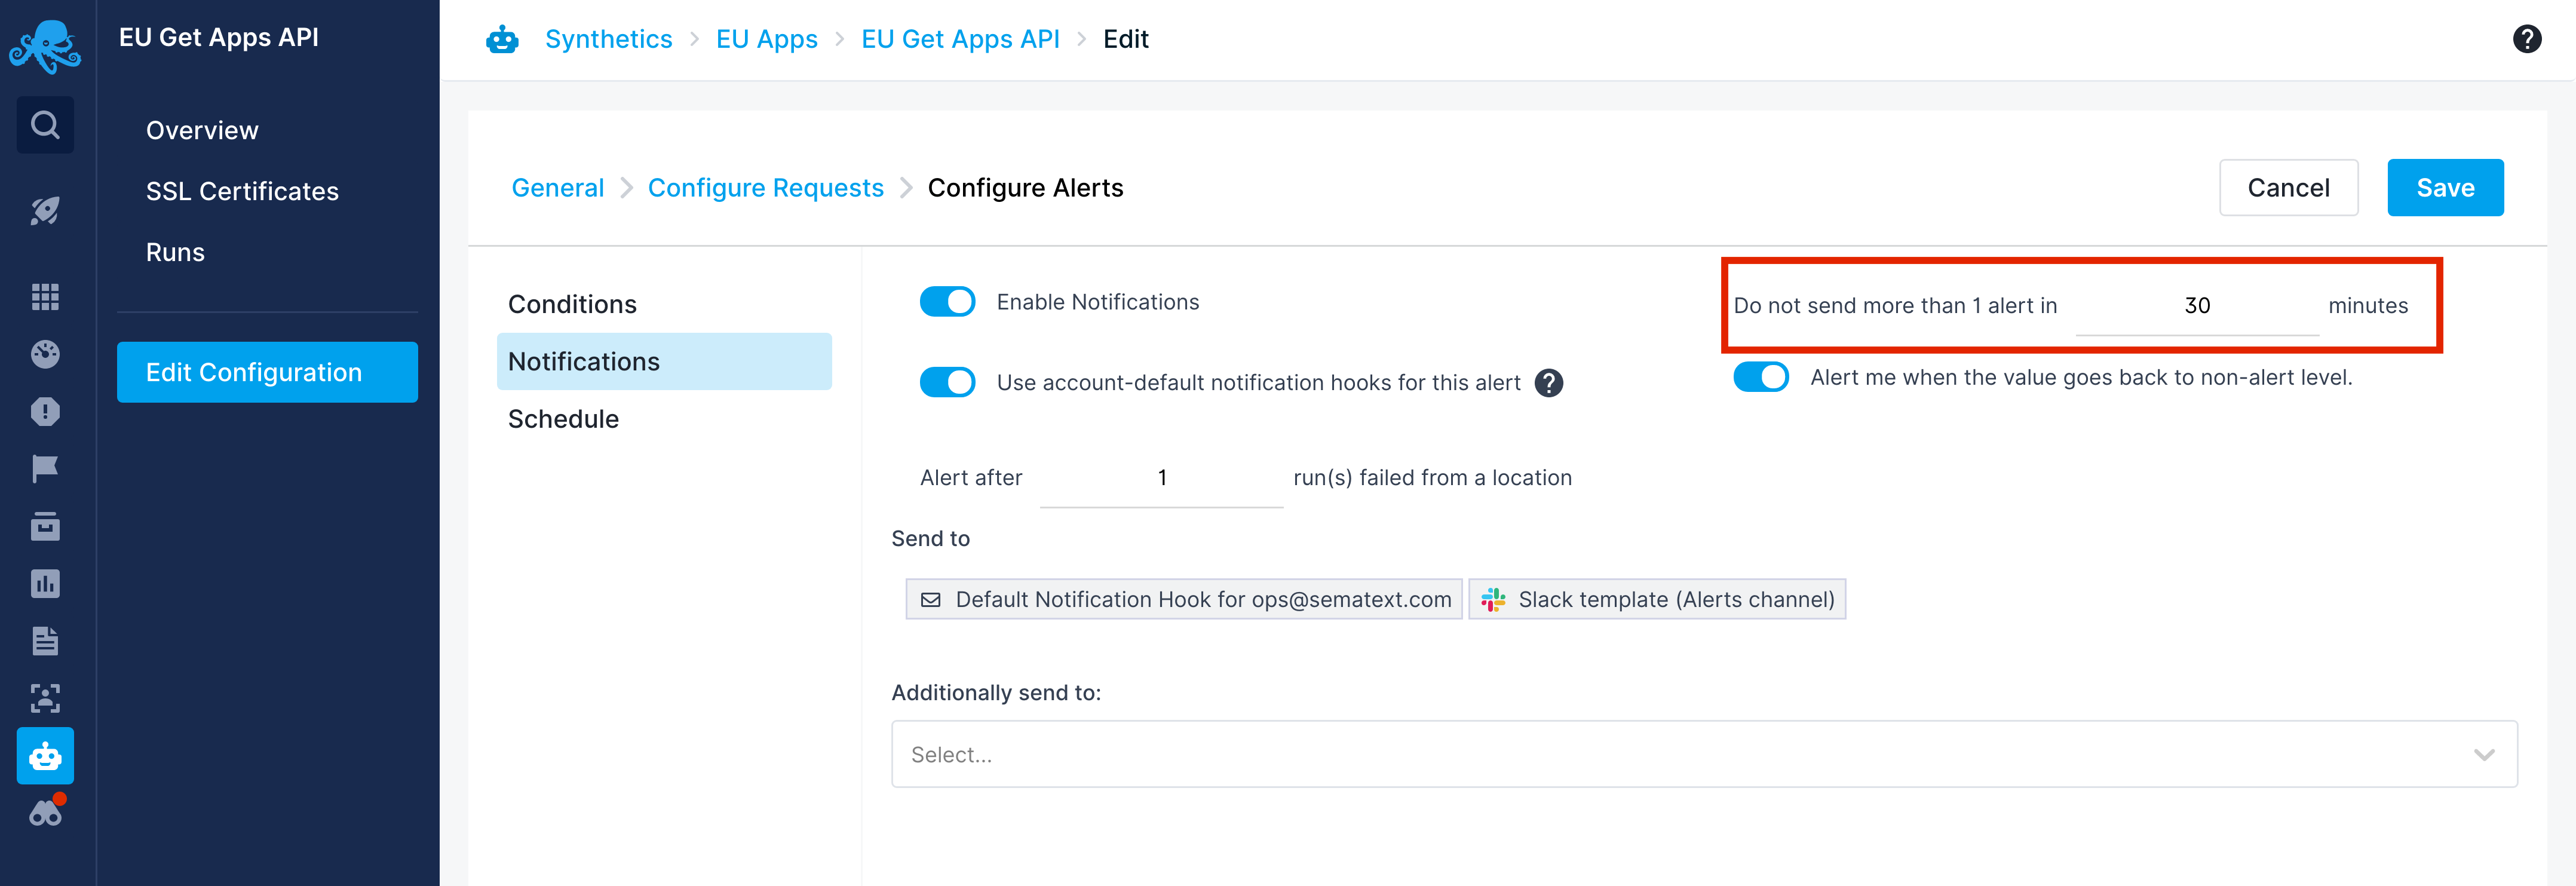 EU Get Apps API
Overview
SSL Certificates
Runs
Edit Configuration
Synthetics > EU Apps > EU Get Apps API > Edit
?
General > Configure Requests > Configure Alerts
Cancel
Save
Conditions
Notifications
Schedule
Enable Notifications
Do not send more than 1 alert in 30 minutes
Use account-default notification hooks for this alert ?
Alert me when the value goes back to non-alert level.
Alert after 1 run(s) failed from a location
Send to
Default Notification Hook for ops@sematext.com
Slack template (Alerts channel)
Additionally send to:
Select...